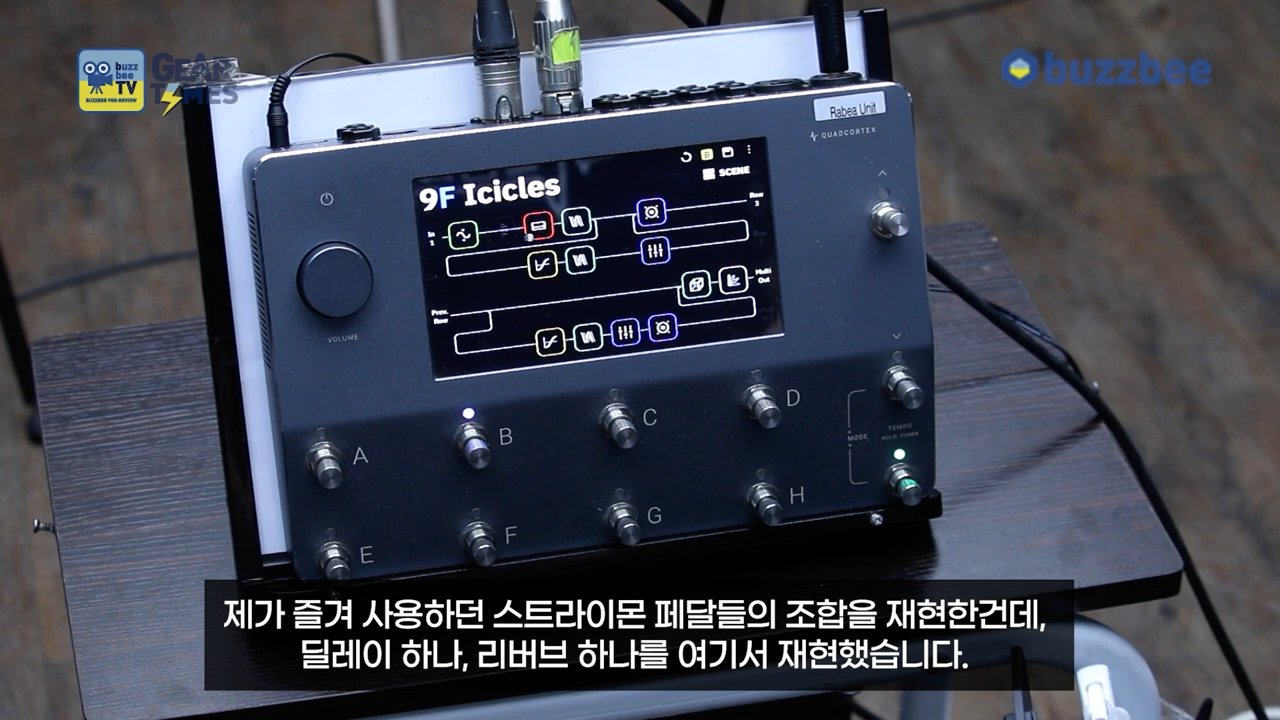 buzz
bee
TV
BUZZBEE VOD REVIEW
GEAR
TIMES
buzzbee
Rabea Unit
QUAD CORTEX
9F Icicles
B
SCENE
In
1
Row
3
Prev.
Row
Multi
Out
VOLUME
A
B
C
D
MODE
TEMPO
HOLD: TUNER
E
F
G
H
제가 즐겨 사용하던 스트라이몬 페달들의 조합을 재현한건데,
딜레이 하나, 리버브 하나를 여기서 재현했습니다.